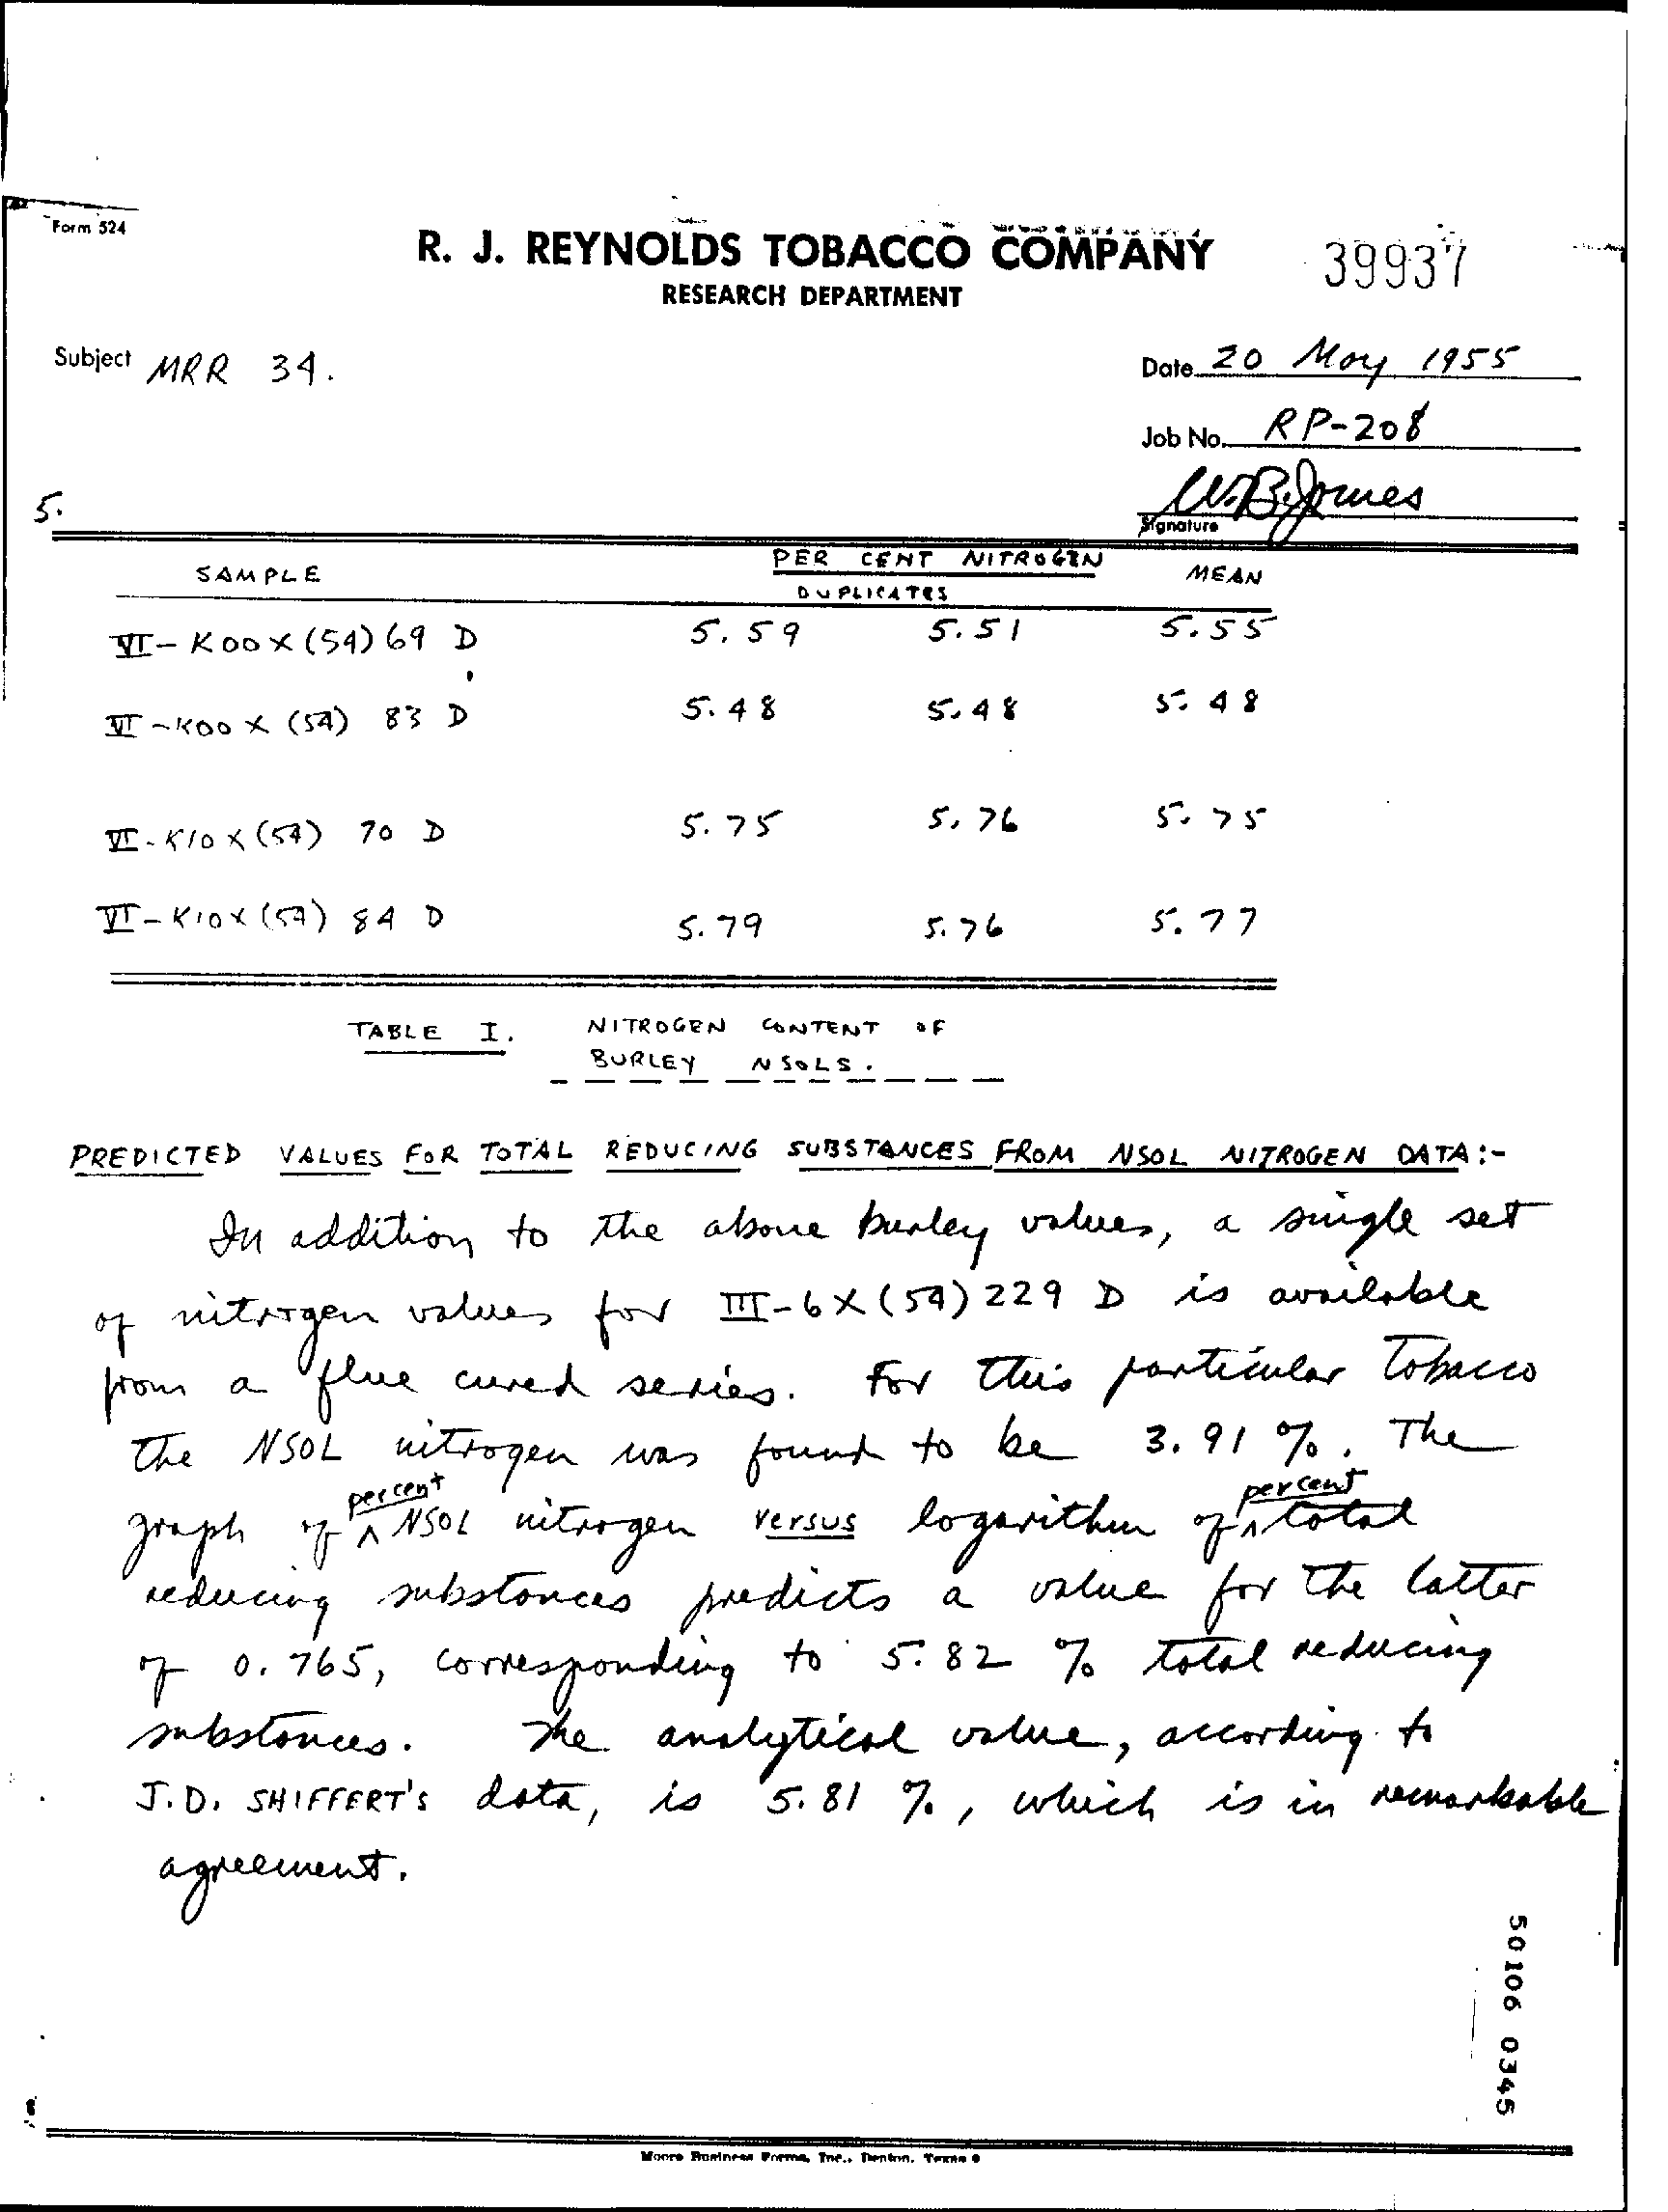 Form 524
R. J. REYNOLDS TOBACCO COMPANY
39937
RESEARCH DEPARTMENT
Subject MRR 34.
Date 20 May 1955
Job No. RP-208
W.B. Jones
Signature
5.
SAMPLE PER CENT NITROGEN MEAN
DUPLICATES
VI-K00X(54)69 D 5.59 5.51 5.55
VI-K00X(54) 83 D 5.48 5.48 5.48
VI-K10X(54) 70 D 5.75 5.76 5.75
VI-K10X(54) 84 D 5.79 5.76 5.77
TABLE I. NITROGEN CONTENT OF
BURLEY NSOLS.
PREDICTED VALUES FOR TOTAL REDUCING SUBSTANCES FROM NSOL NITROGEN DATA:-
In addition to the above burley values, a single set
of nitrogen values for III-6X(54)229 D is available
from a flue cured series. For this particular tobacco
the NSOL nitrogen was found to be 3.91 %. The
graph of percent NSOL nitrogen versus logarithm of percent total
reducing substances predicts a value for the latter
of 0.765, corresponding to 5.82 % total reducing
substances. The analytical value, according to
J.D. SHIFFERT's data, is 5.81 %, which is in remarkable
agreement.
50106 0345
Moore Business Forms, Inc., Denton, Texas